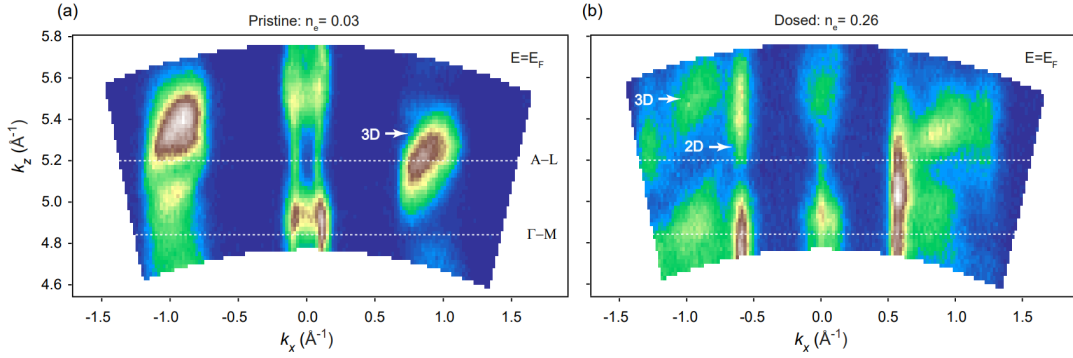 (a)
Pristine: nₑ= 0.03
E=E_F
3D
A–L
Γ–M
5.8
5.6
5.4
5.2
5.0
4.8
4.6
k_z (Å⁻¹)
-1.5
-1.0
-0.5
0.0
0.5
1.0
1.5
k_x (Å⁻¹)
(b)
Dosed: nₑ= 0.26
E=E_F
3D
2D
-1.5
-1.0
-0.5
0.0
0.5
1.0
1.5
k_x (Å⁻¹)